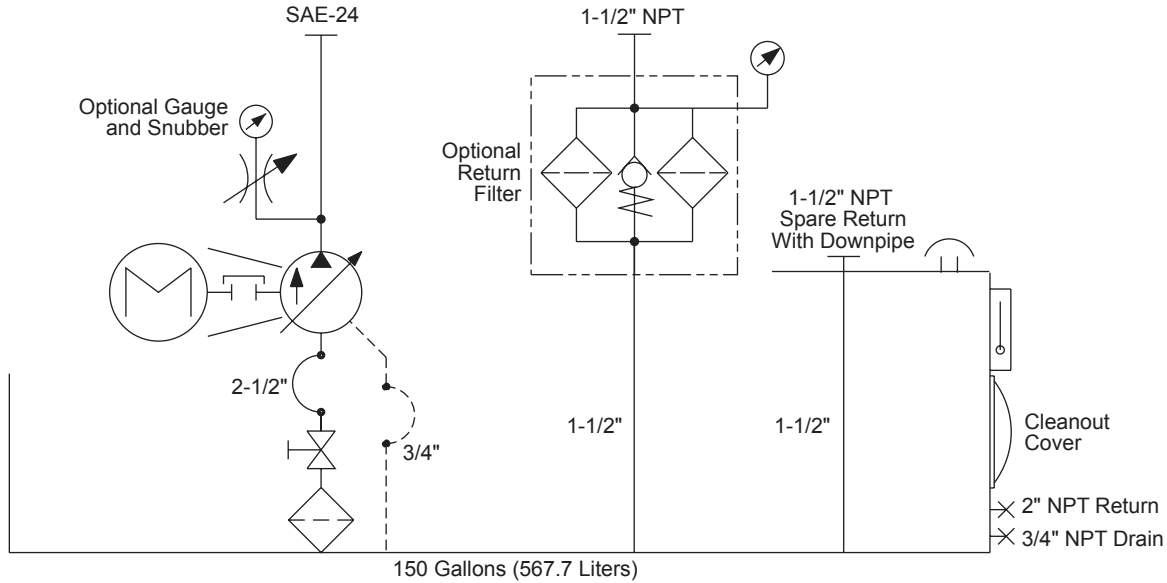 SAE-24
1-1/2" NPT
Optional Gauge
and Snubber
Optional
Return
Filter
1-1/2" NPT
Spare Return
With Downpipe
M
2-1/2"
3/4"
1-1/2"
1-1/2"
Cleanout
Cover
2" NPT Return
3/4" NPT Drain
150 Gallons (567.7 Liters)